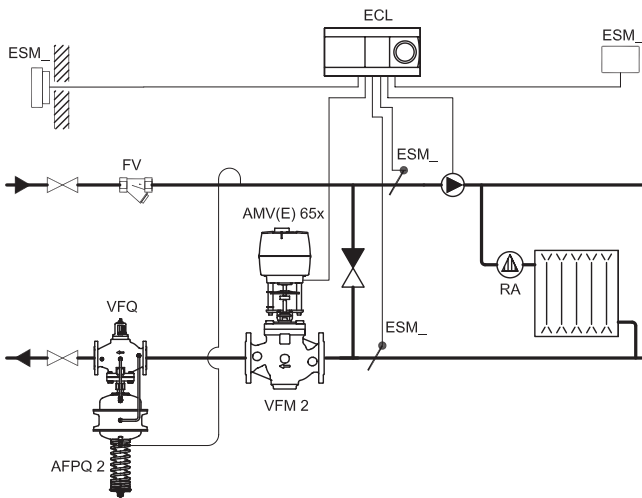 ECL
ESM_
ESM_
FV
ESM_
AMV(E) 65x
RA
VFQ
ESM_
VFM 2
AFPQ 2